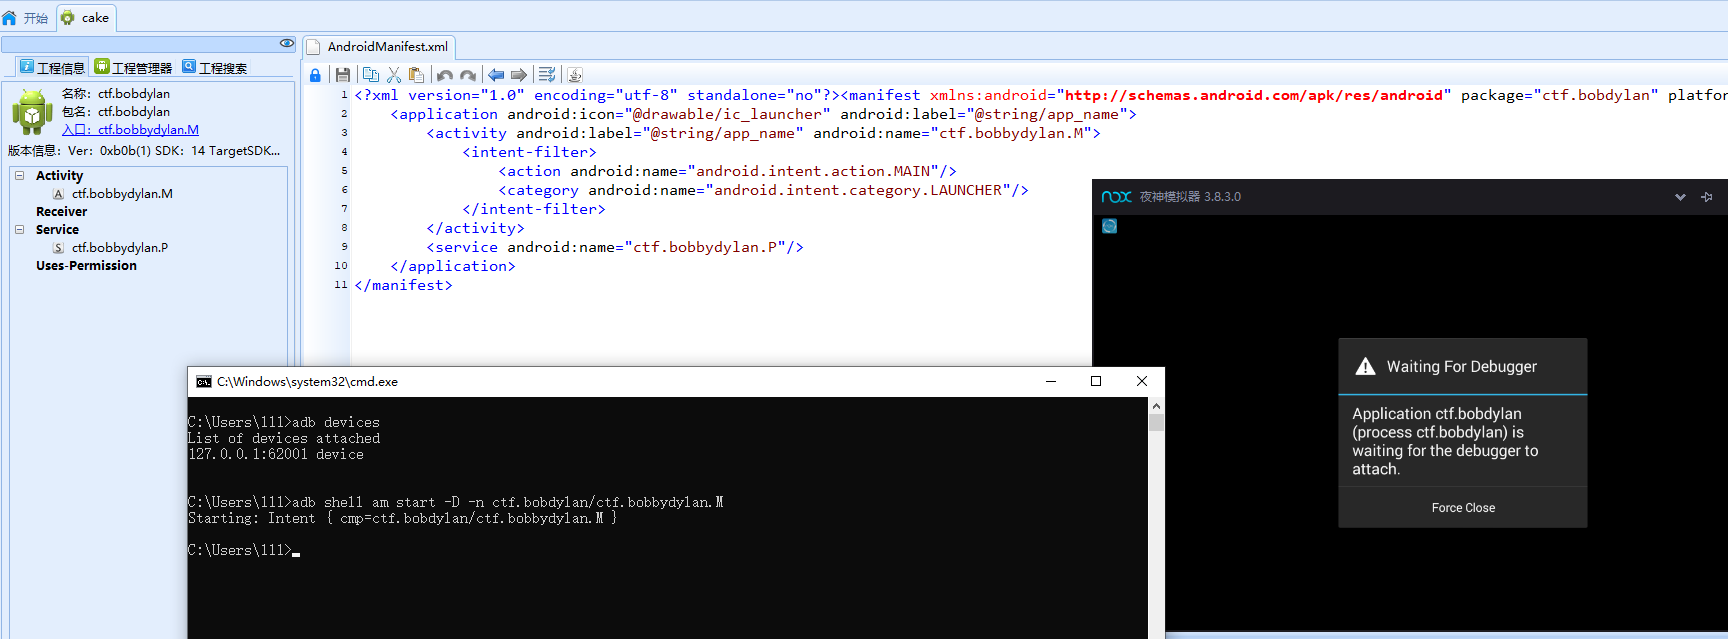 开始
cake
AndroidManifest.xml
工程信息 工程管理器 工程搜索
名称：ctf.bobdylan
包名：ctf.bobdylan
入口：ctf.bobbydylan.M
版本信息：Ver：0xb0b(1) SDK：14 TargetSDK...
Activity
A ctf.bobbydylan.M
Receiver
Service
S ctf.bobbydylan.P
Uses-Permission
1 <?xml version="1.0" encoding="utf-8" standalone="no"?><manifest xmlns:android="http://schemas.android.com/apk/res/android" package="ctf.bobdylan" platfor
2 <application android:icon="@drawable/ic_launcher" android:label="@string/app_name">
3 <activity android:label="@string/app_name" android:name="ctf.bobbydylan.M">
4 <intent-filter>
5 <action android:name="android.intent.action.MAIN"/>
6 <category android:name="android.intent.category.LAUNCHER"/>
7 </intent-filter>
8 </activity>
9 <service android:name="ctf.bobbydylan.P"/>
10 </application>
11 </manifest>
C:\Windows\system32\cmd.exe
C:\Users\111>adb devices
List of devices attached
127.0.0.1:62001 device
C:\Users\111>adb shell am start -D -n ctf.bobdylan/ctf.bobbydylan.M
Starting: Intent { cmp=ctf.bobdylan/ctf.bobbydylan.M }
C:\Users\111>
nox 夜神模拟器 3.8.3.0
Waiting For Debugger
Application ctf.bobdylan
(process ctf.bobdylan) is
waiting for the debugger to
attach.
Force Close